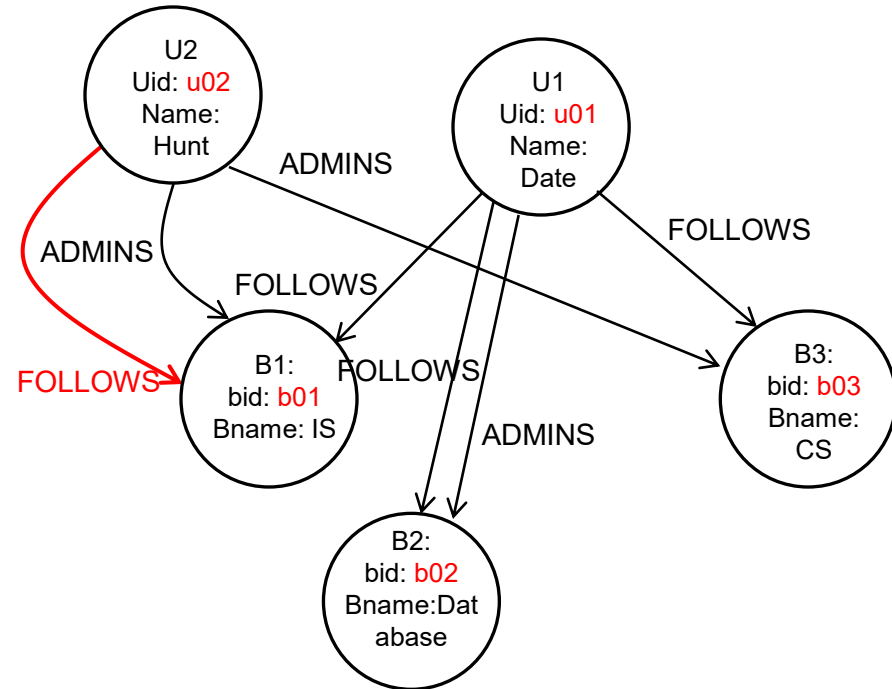 U2
Uid: u02
Name:
Hunt
U1
Uid: u01
Name:
Date
ADMINS
FOLLOWS
ADMINS
FOLLOWS
B1:
bid: b01
Bname: IS
FOLLOWS
FOLLOWS
B3:
bid: b03
Bname:
CS
ADMINS
B2:
bid: b02
Bname:Dat
abase